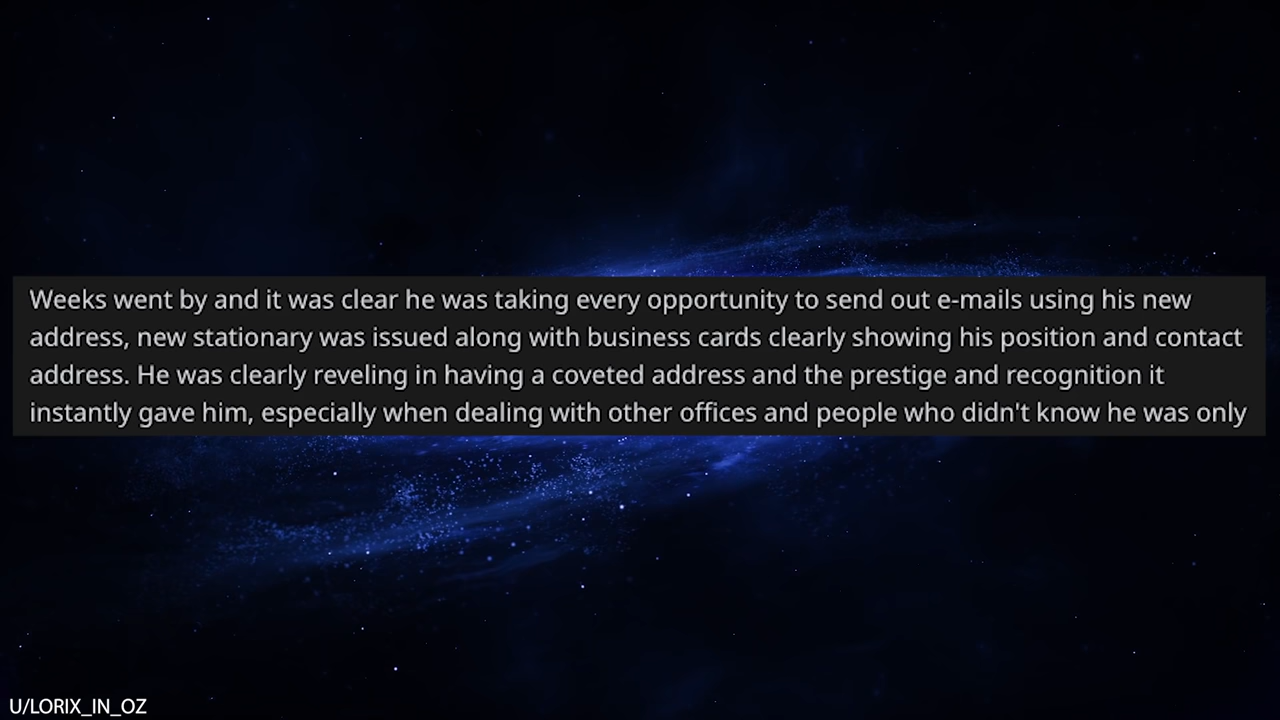 Weeks went by and it was clear he was taking every opportunity to send out e-mails using his new
address, new stationary was issued along with business cards clearly showing his position and contact
address. He was clearly reveling in having a coveted address and the prestige and recognition it
instantly gave him, especially when dealing with other offices and people who didn't know he was only
U/LORIX_IN_OZ